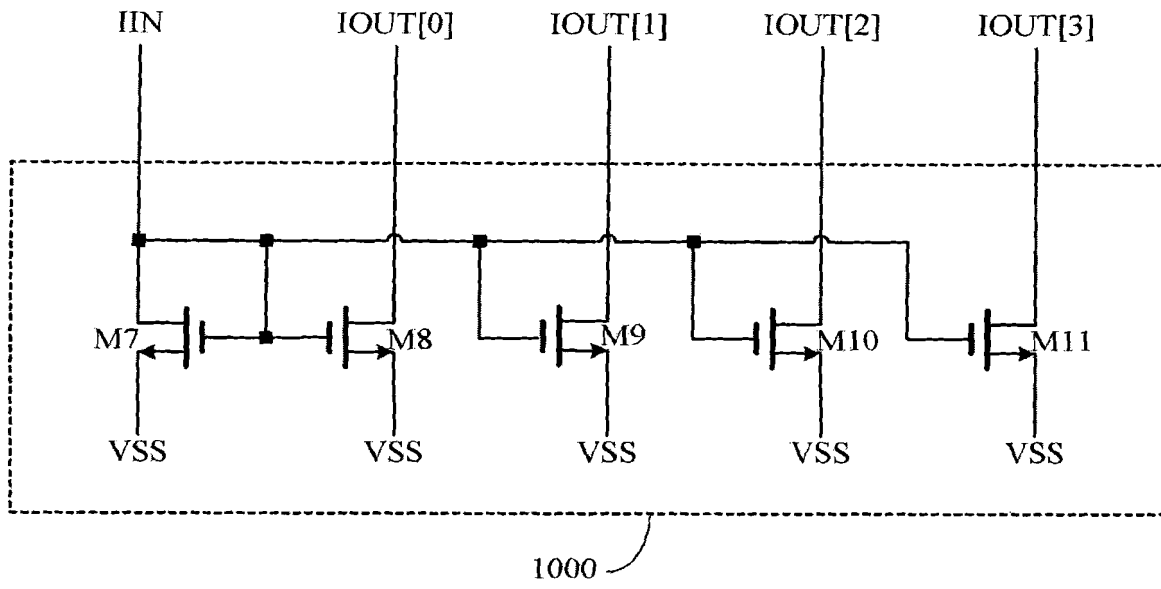 IIN IOUT[0] IOUT[1] IOUT[2] IOUT[3]
M7 M8 M9 M10 M11
VSS VSS VSS VSS VSS
1000